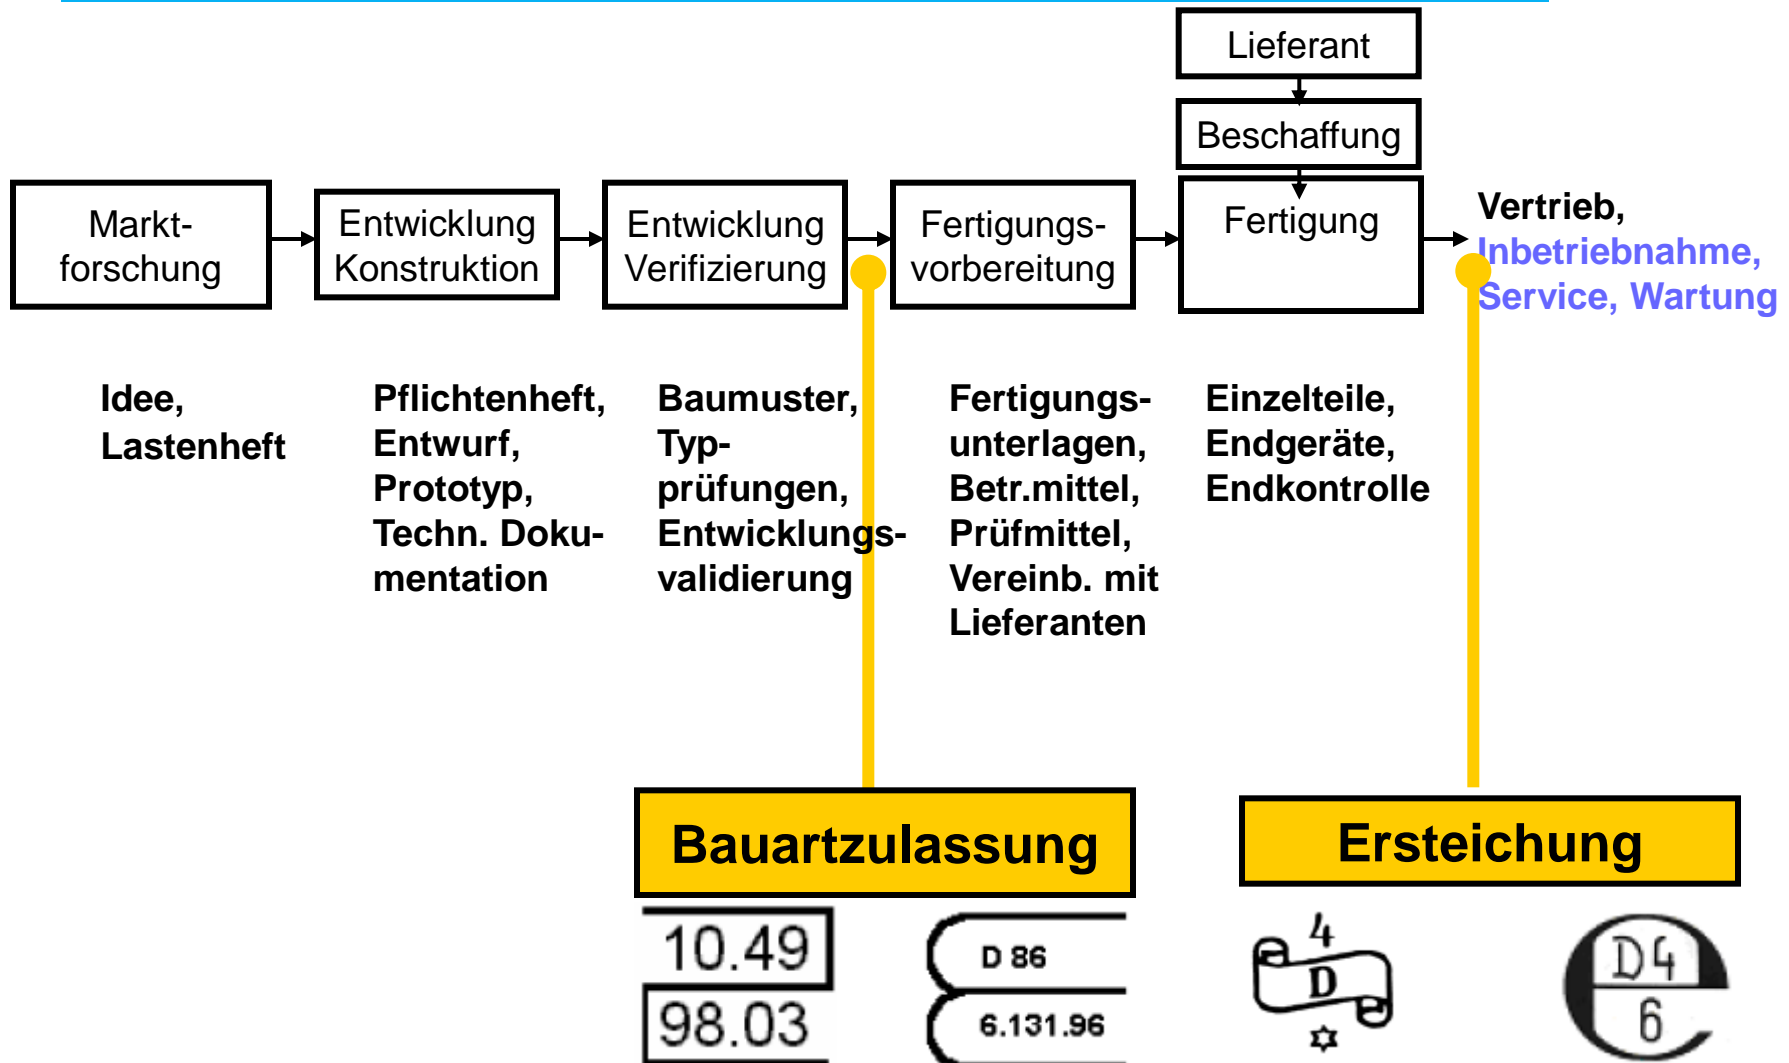 Lieferant
Beschaffung
Markt-
forschung
Entwicklung
Konstruktion
Entwicklung
Verifizierung
Fertigungs-
vorbereitung
Fertigung
Vertrieb,
Inbetriebnahme,
Service, Wartung
Idee,
Lastenheft
Pflichtenheft,
Entwurf,
Prototyp,
Techn. Doku-
mentation
Baumuster,
Typ-
prüfungen,
Entwicklungs-
validierung
Fertigungs-
unterlagen,
Betr.mittel,
Prüfmittel,
Vereinb. mit
Lieferanten
Einzelteile,
Endgeräte,
Endkontrolle
Bauartzulassung
Ersteichung
10.49
98.03
D 86
6.131.96
4
D
D4
6